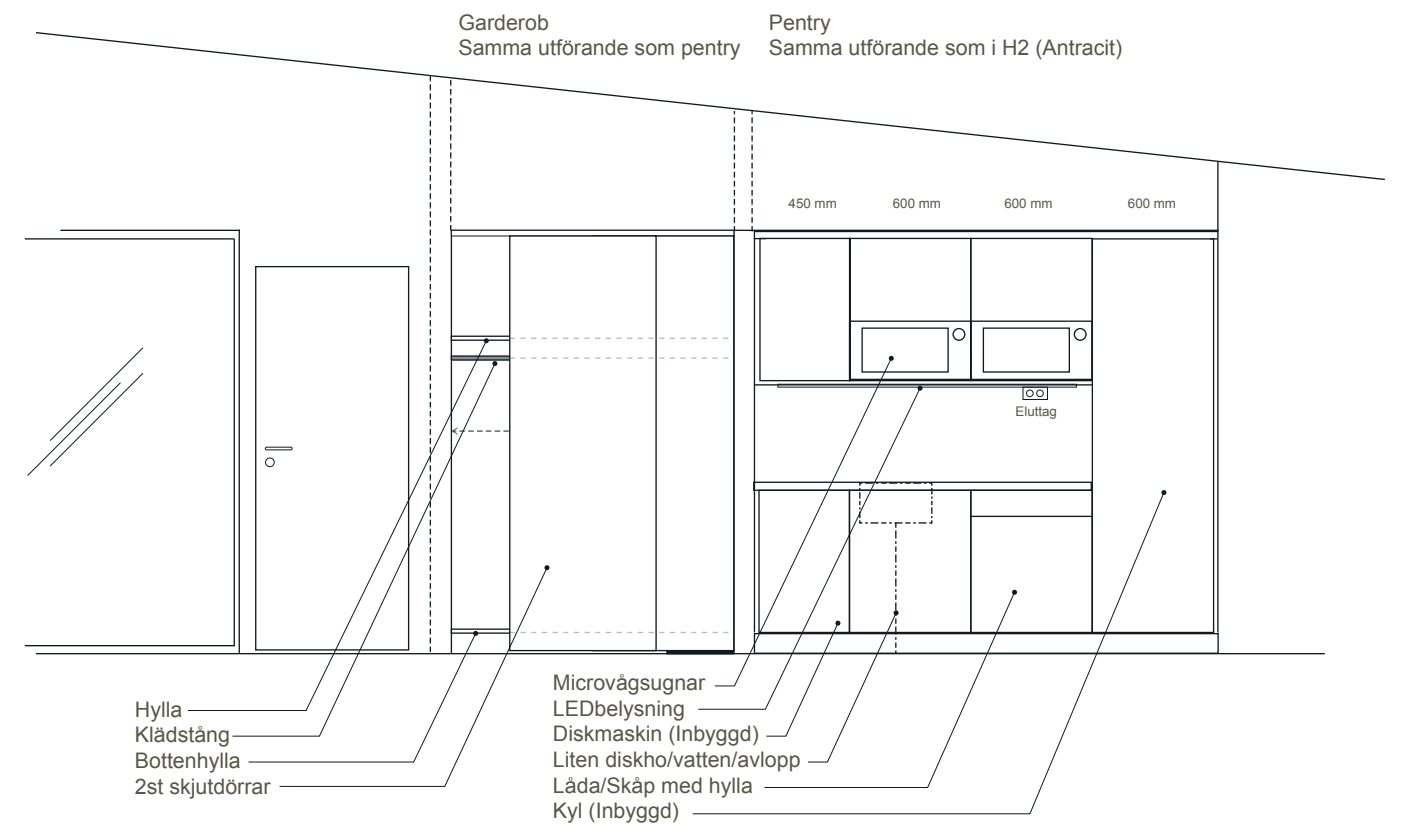 Garderob
Samma utförande som pentry
Pentry
Samma utförande som i H2 (Antracit)
450 mm
600 mm
600 mm
600 mm
Eluttag
Hylla
Klädstång
Bottenhylla
2st skjutdörrar
Microvågsugnar
LEDbelysning
Diskmaskin (Inbyggd)
Liten diskho/vatten/avlopp
Låda/Skåp med hylla
Kyl (Inbyggd)